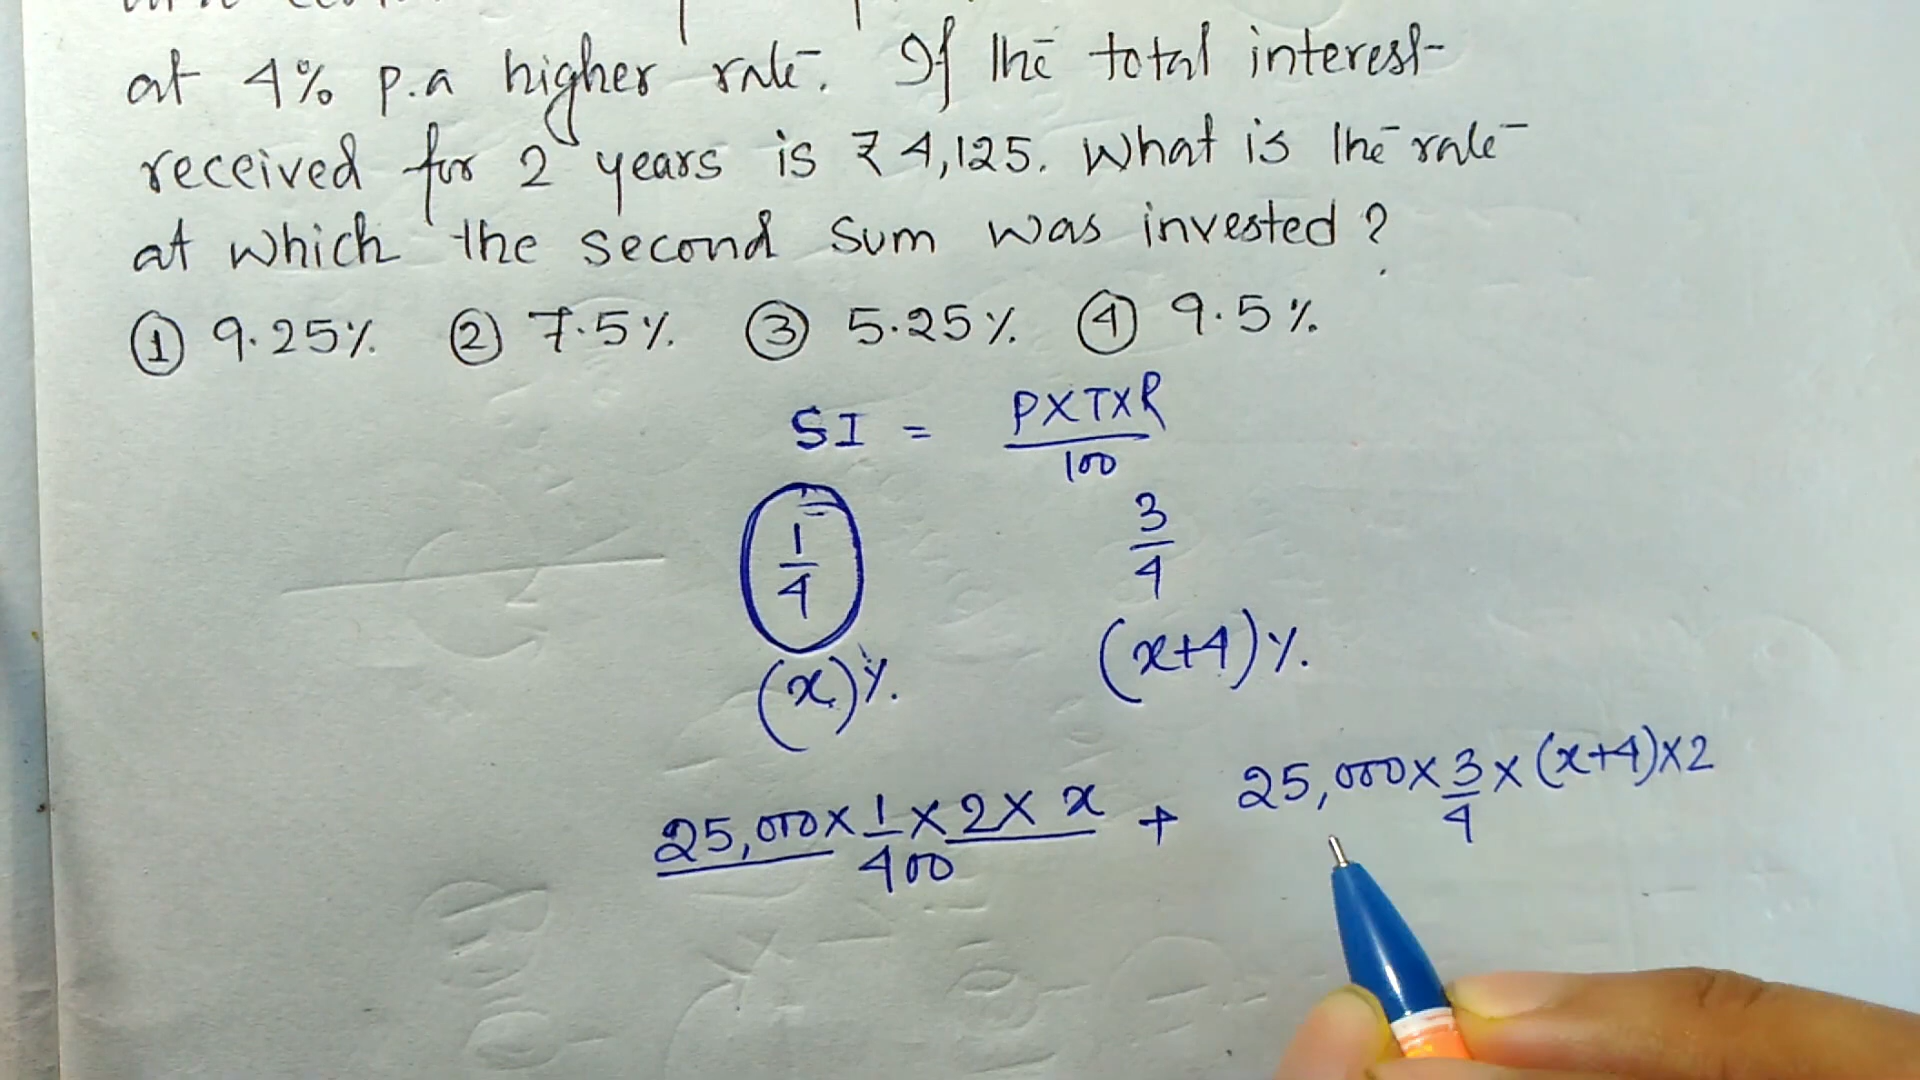 at 4% p.a higher rate. If the total interest
received for 2 years is ₹4,125. What is the rate
at which the second sum was invested?
① 9.25% ② 7.5% ③ 5.25% ④ 9.5%
SI = P×T×R/100
1/4 3/4
(x)% (x+4)%
25,000×1/400×2×x + 25,000×3/4×(x+4)×2